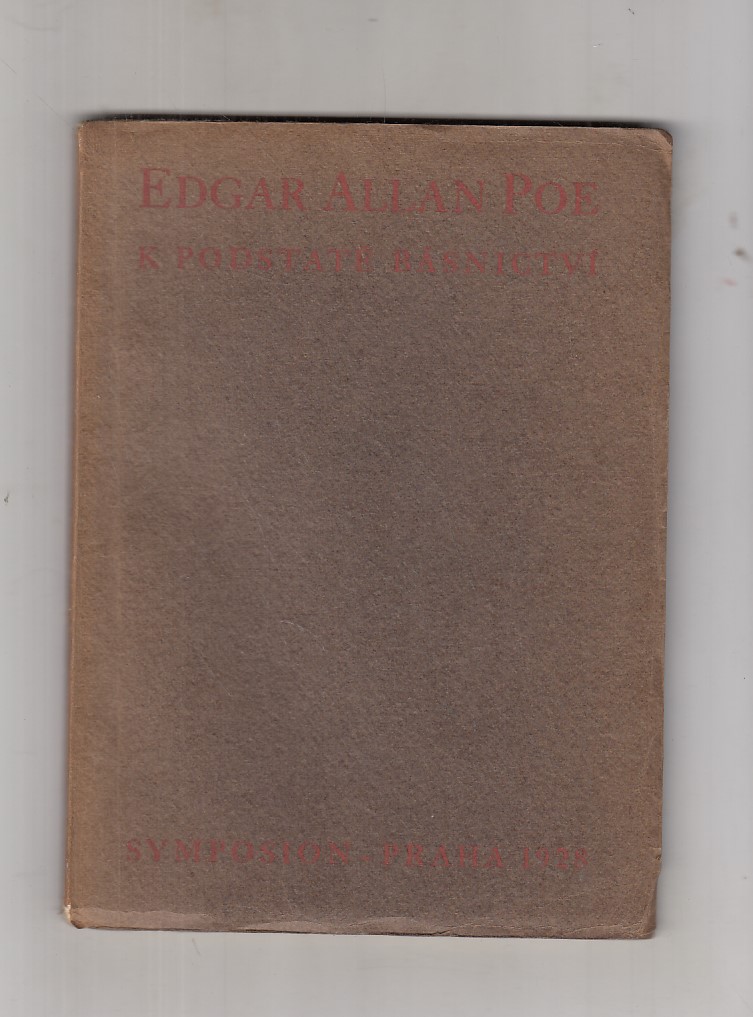 EDGAR ALLAN POE
K PODSTATĚ BÁSNICTVÍ
SYMPOSION - PRAHA 1928